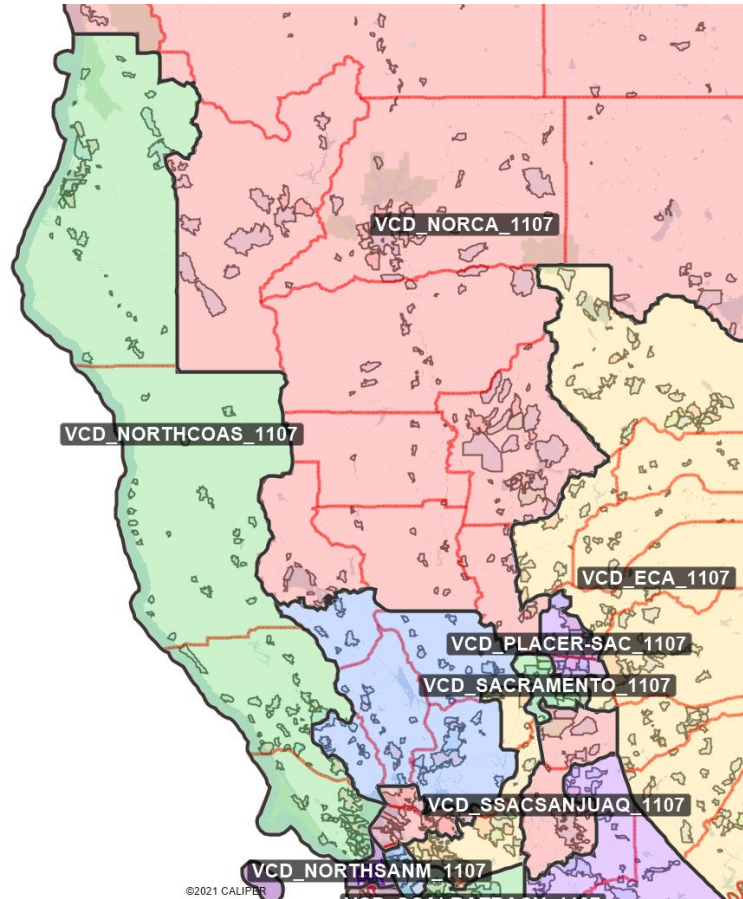 VCD_NORCA_1107
VCD_NORTHCOAS_1107
VCD_ECA_1107
VCD_PLACER-SAC_1107
VCD_SACRAMENTO_1107
VCD_SSACSANJUAQ_1107
VCD_NORTHSANM_1107
©2021 CALIPER